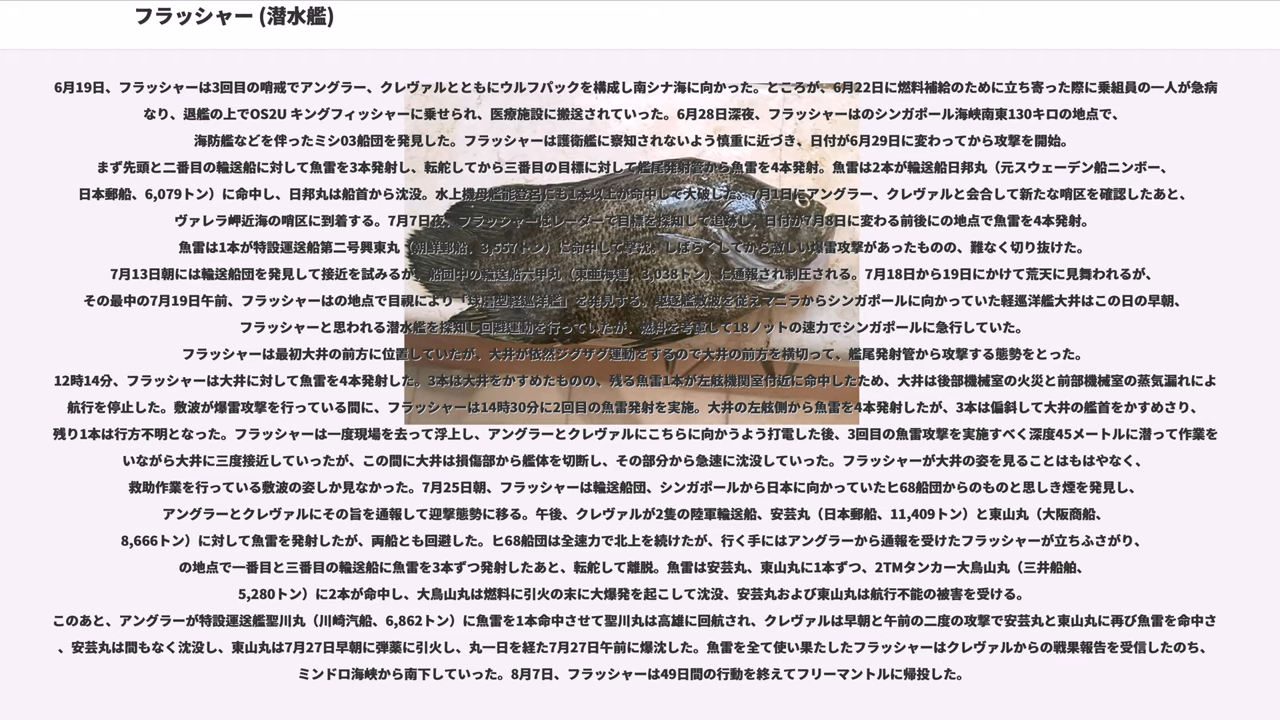 フラッシャー (潜水艦)
6月19日、フラッシャーは3回目の哨戒でアングラー、クレヴァルとともにウルフパックを構成し南シナ海に向かった。ところが、6月22日に燃料補給のために立ち寄った際に乗組員の一人が急病
なり、退艦の上でOS2U キングフィッシャーに乗せられ、医療施設に搬送されていった。6月28日深夜、フラッシャーはのシンガポール海峡南東130キロの地点で、
海防艦などを伴ったミシ03船団を発見した。フラッシャーは護衛艦に察知されないよう慎重に近づき、日付が6月29日に変わってから攻撃を開始。
まず先頭と二番目の輸送船に対して魚雷を3本発射し、転舵してから三番目の目標に対して艦尾発射管から魚雷を4本発射。魚雷は2本が輸送船日邦丸（元スウェーデン船ニンボー、
日本郵船、6,079トン）に命中し、日邦丸は船首から沈没。水上機母艦能登呂にも1本以上が命中して大破した。7月1日にアングラー、クレヴァルと会合して新たな哨区を確認したあと、
ヴァレラ岬近海の哨区に到着する。7月7日夜、フラッシャーはレーダーで目標を探知して追跡し、日付が7月8日に変わる前後にの地点で魚雷を4本発射。
魚雷は1本が特設運送船第二号興東丸（朝鮮郵船、3,557トン）に命中して撃沈。しばらくしてから激しい爆雷攻撃があったものの、難なく切り抜けた。
7月13日朝には輸送船団を発見して接近を試みるが、船団中の輸送船六甲丸（東亜海運、3,038トン）に通報され制圧される。7月18日から19日にかけて荒天に見舞われるが、
その最中の7月19日午前、フラッシャーはの地点で目視により「球磨型軽巡洋艦」を発見する。駆逐艦敷波を従えマニラからシンガポールに向かっていた軽巡洋艦大井はこの日の早朝、
フラッシャーと思われる潜水艦を探知し回避運動を行っていたが、燃料を考慮して18ノットの速力でシンガポールに急行していた。
フラッシャーは最初大井の前方に位置していたが、大井が依然ジグザグ運動をするので大井の前方を横切って、艦尾発射管から攻撃する態勢をとった。
12時14分、フラッシャーは大井に対して魚雷を4本発射した。3本は大井をかすめたものの、残る魚雷1本が左舷機関室付近に命中したため、大井は後部機械室の火災と前部機械室の蒸気漏れによ
航行を停止した。敷波が爆雷攻撃を行っている間に、フラッシャーは14時30分に2回目の魚雷発射を実施。大井の左舷側から魚雷を4本発射したが、3本は偏斜して大井の艦首をかすめさり、
残り1本は行方不明となった。フラッシャーは一度現場を去って浮上し、アングラーとクレヴァルにこちらに向かうよう打電した後、3回目の魚雷攻撃を実施すべく深度45メートルに潜って作業を
いながら大井に三度接近していったが、この間に大井は損傷部から艦体を切断し、その部分から急速に沈没していった。フラッシャーが大井の姿を見ることはもはやなく、
救助作業を行っている敷波の姿しか見なかった。7月25日朝、フラッシャーは輸送船団、シンガポールから日本に向かっていたヒ68船団からのものと思しき煙を発見し、
アングラーとクレヴァルにその旨を通報して迎撃態勢に移る。午後、クレヴァルが2隻の陸軍輸送船、安芸丸（日本郵船、11,409トン）と東山丸（大阪商船、
8,666トン）に対して魚雷を発射したが、両船とも回避した。ヒ68船団は全速力で北上を続けたが、行く手にはアングラーから通報を受けたフラッシャーが立ちふさがり、
の地点で一番目と三番目の輸送船に魚雷を3本ずつ発射したあと、転舵して離脱。魚雷は安芸丸、東山丸に1本ずつ、2TMタンカー大鳥山丸（三井船舶、
5,280トン）に2本が命中し、大鳥山丸は燃料に引火の末に大爆発を起こして沈没、安芸丸および東山丸は航行不能の被害を受ける。
このあと、アングラーが特設運送艦聖川丸（川崎汽船、6,862トン）に魚雷を1本命中させて聖川丸は高雄に回航され、クレヴァルは早朝と午前の二度の攻撃で安芸丸と東山丸に再び魚雷を命中さ
、安芸丸は間もなく沈没し、東山丸は7月27日早朝に弾薬に引火し、丸一日を経た7月27日午前に爆沈した。魚雷を全て使い果たしたフラッシャーはクレヴァルからの戦果報告を受信したのち、
ミンドロ海峡から南下していった。8月7日、フラッシャーは49日間の行動を終えてフリーマントルに帰投した。